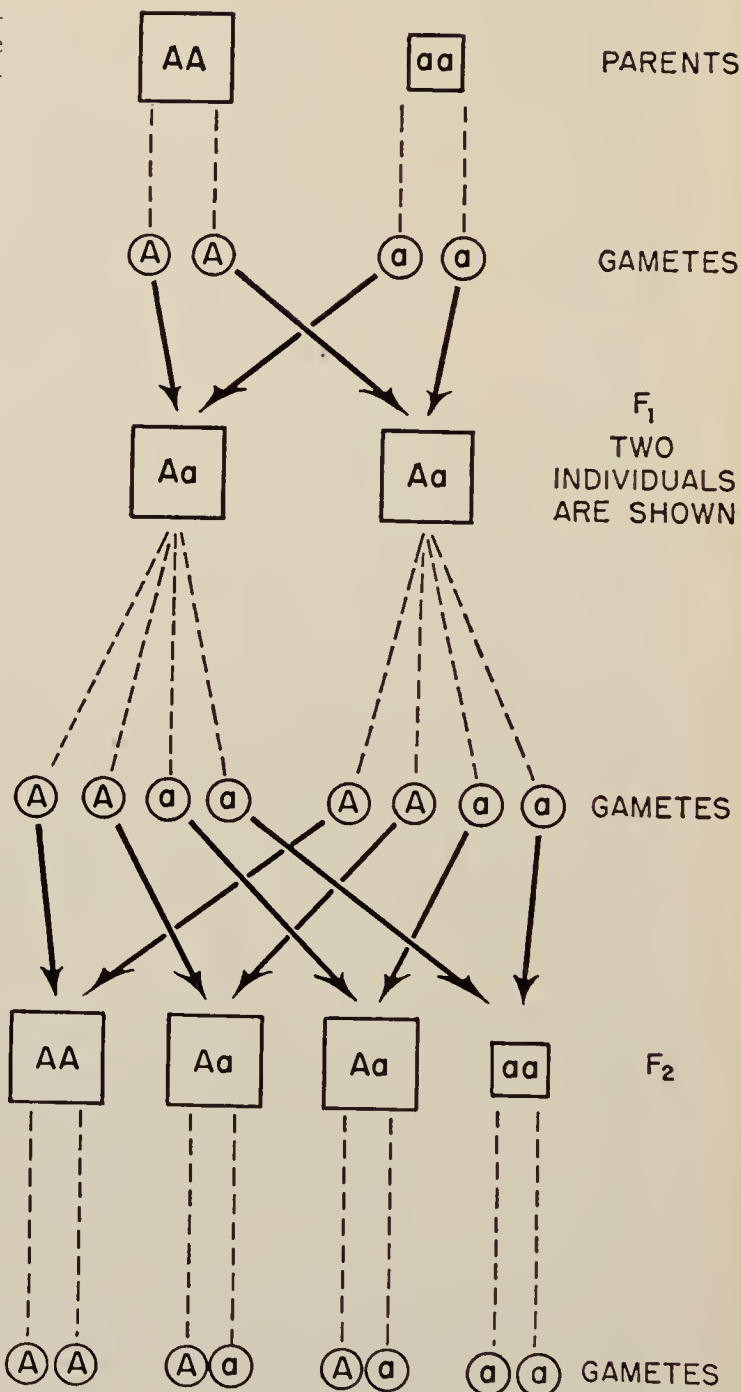 AA aa PARENTS
A A a a GAMETES
F₁
TWO
Aa Aa INDIVIDUALS
ARE SHOWN
A A a a A A a a GAMETES
AA Aa Aa aa F₂
A A A a A a a a GAMETES